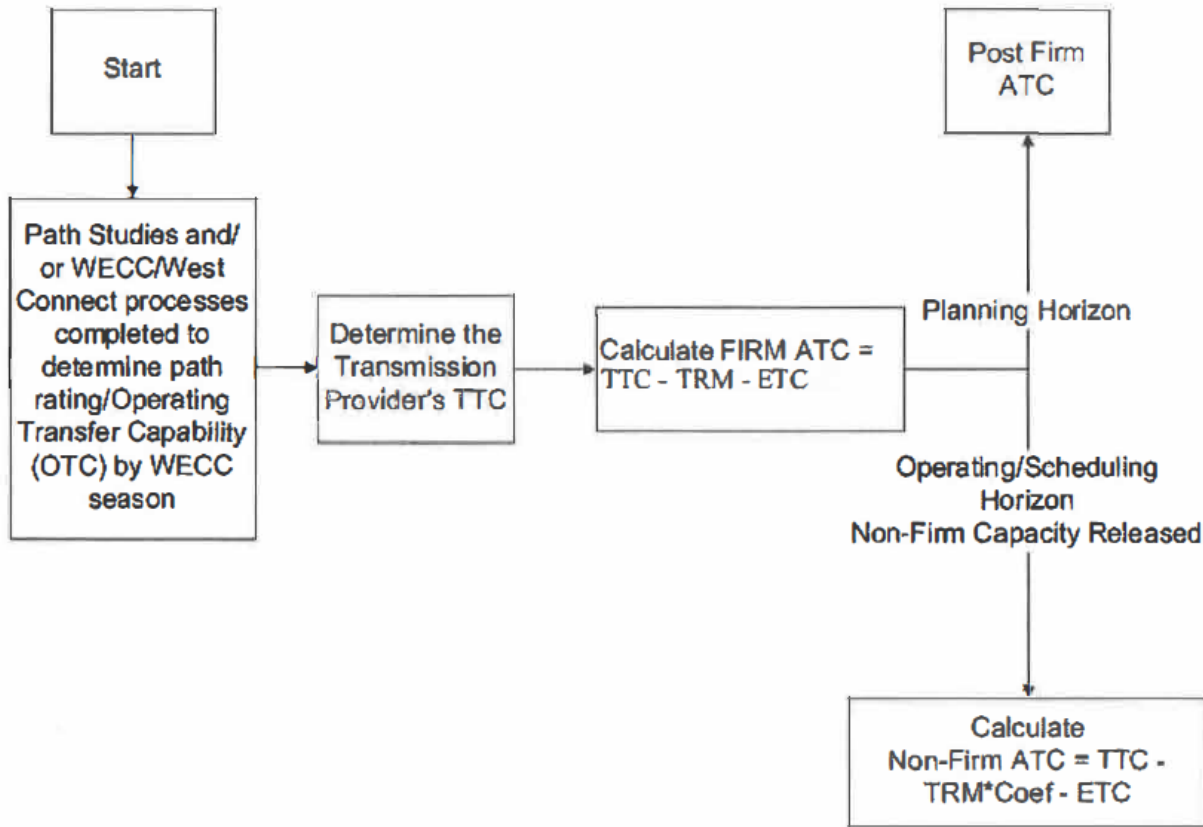 Start
Post Firm
ATC
Path Studies and/
or WECC/West
Connect processes
completed to
determine path
rating/Operating
Transfer Capability
(OTC) by WECC
season
Determine the
Transmission
Provider's TTC
Calculate FIRM ATC =
TTC - TRM - ETC
Planning Horizon
Operating/Scheduling
Horizon
Non-Firm Capacity Released
Calculate
Non-Firm ATC = TTC -
TRM*Coef - ETC